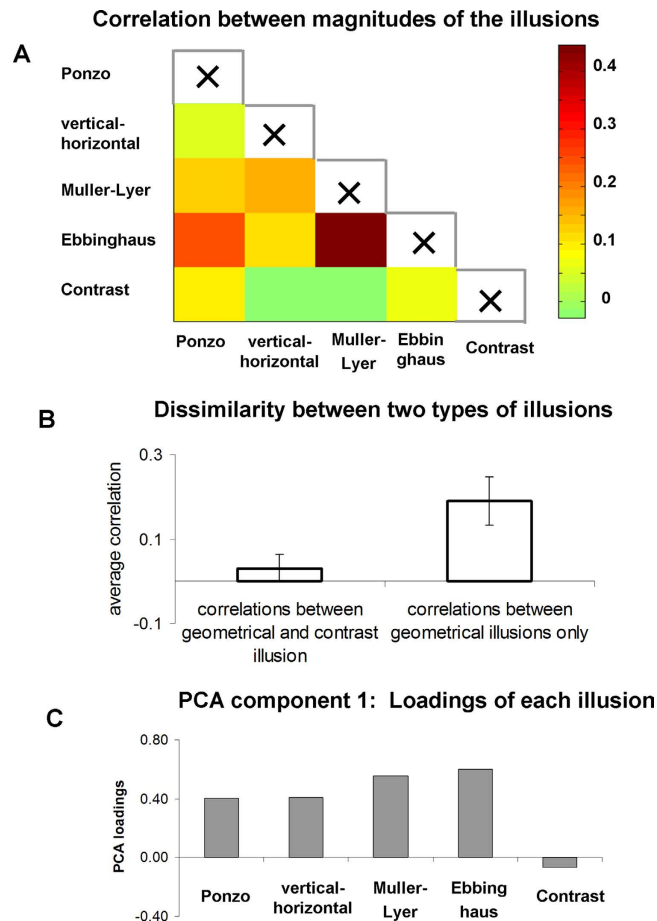 Correlation between magnitudes of the illusions
A
Ponzo
vertical-
horizontal
Muller-Lyer
Ebbinghaus
Contrast
0.4
0.3
0.2
0.1
0
Ponzo
vertical-
horizontal
Muller-
Lyer
Ebbin
ghaus
Contrast
B
Dissimilarity between two types of illusions
average correlation
0.3
0.1
-0.1
correlations between
geometrical and contrast
illusion
correlations between
geometrical illusions only
PCA component 1: Loadings of each illusion
C
PCA loadings
0.80
0.40
0.00
-0.40
Ponzo
vertical-
horizontal
Muller-
Lyer
Ebbing
haus
Contrast